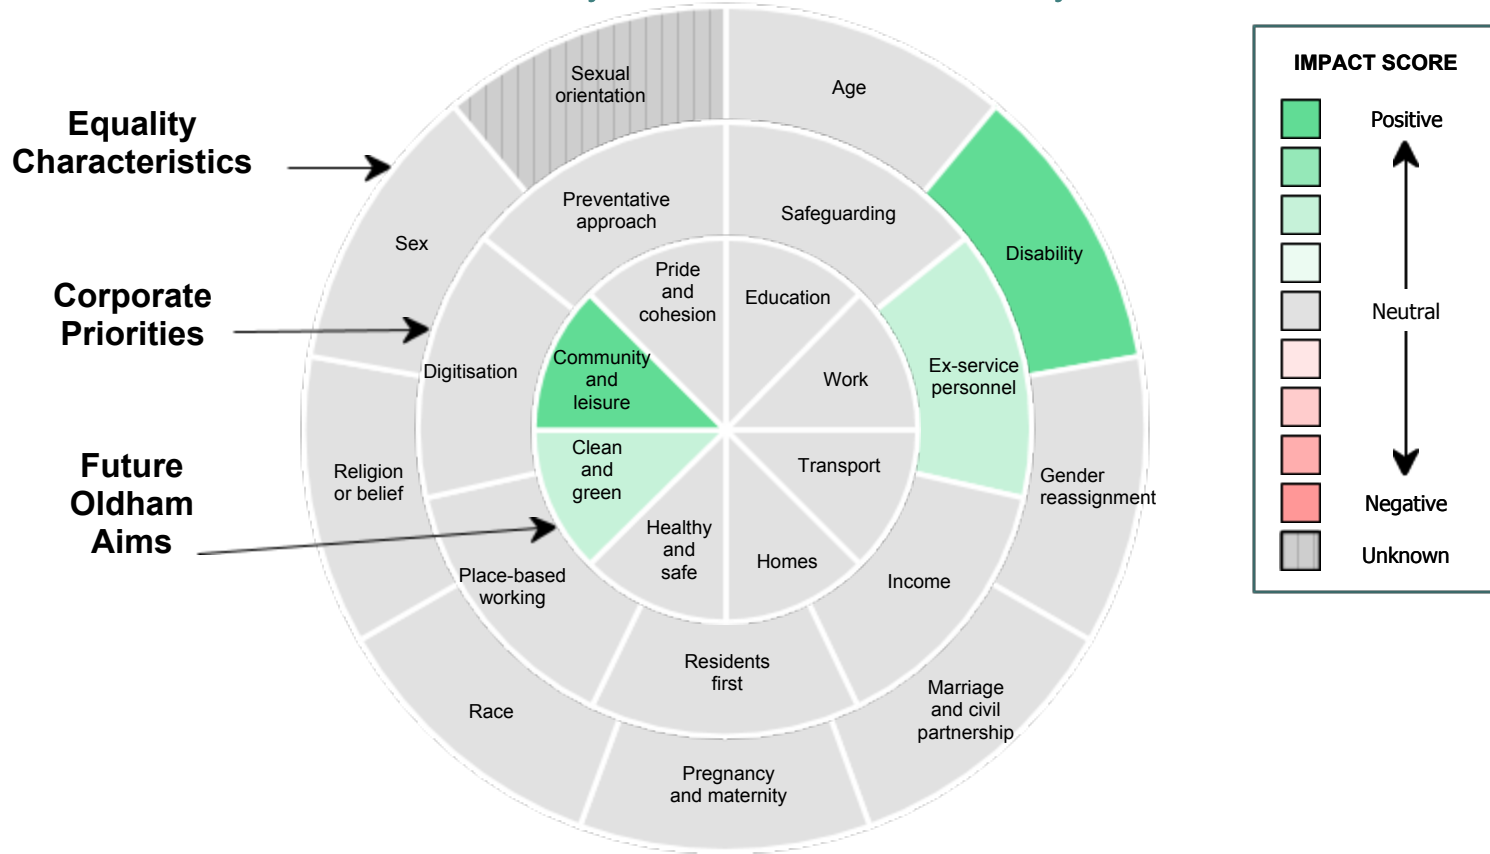 Equality
Characteristics
Corporate
Priorities
Future
Oldham
Aims
Sexual
orientation
Age
Disability
Gender
reassignment
Marriage
and civil
partnership
Pregnancy
and maternity
Race
Religion
or belief
Sex
Preventative
approach
Safeguarding
Ex-service
personnel
Income
Residents
first
Place-based
working
Digitisation
Pride
and
cohesion
Education
Work
Transport
Homes
Healthy
and
safe
Clean
and
green
Community
and
leisure
IMPACT SCORE
Positive
Neutral
Negative
Unknown